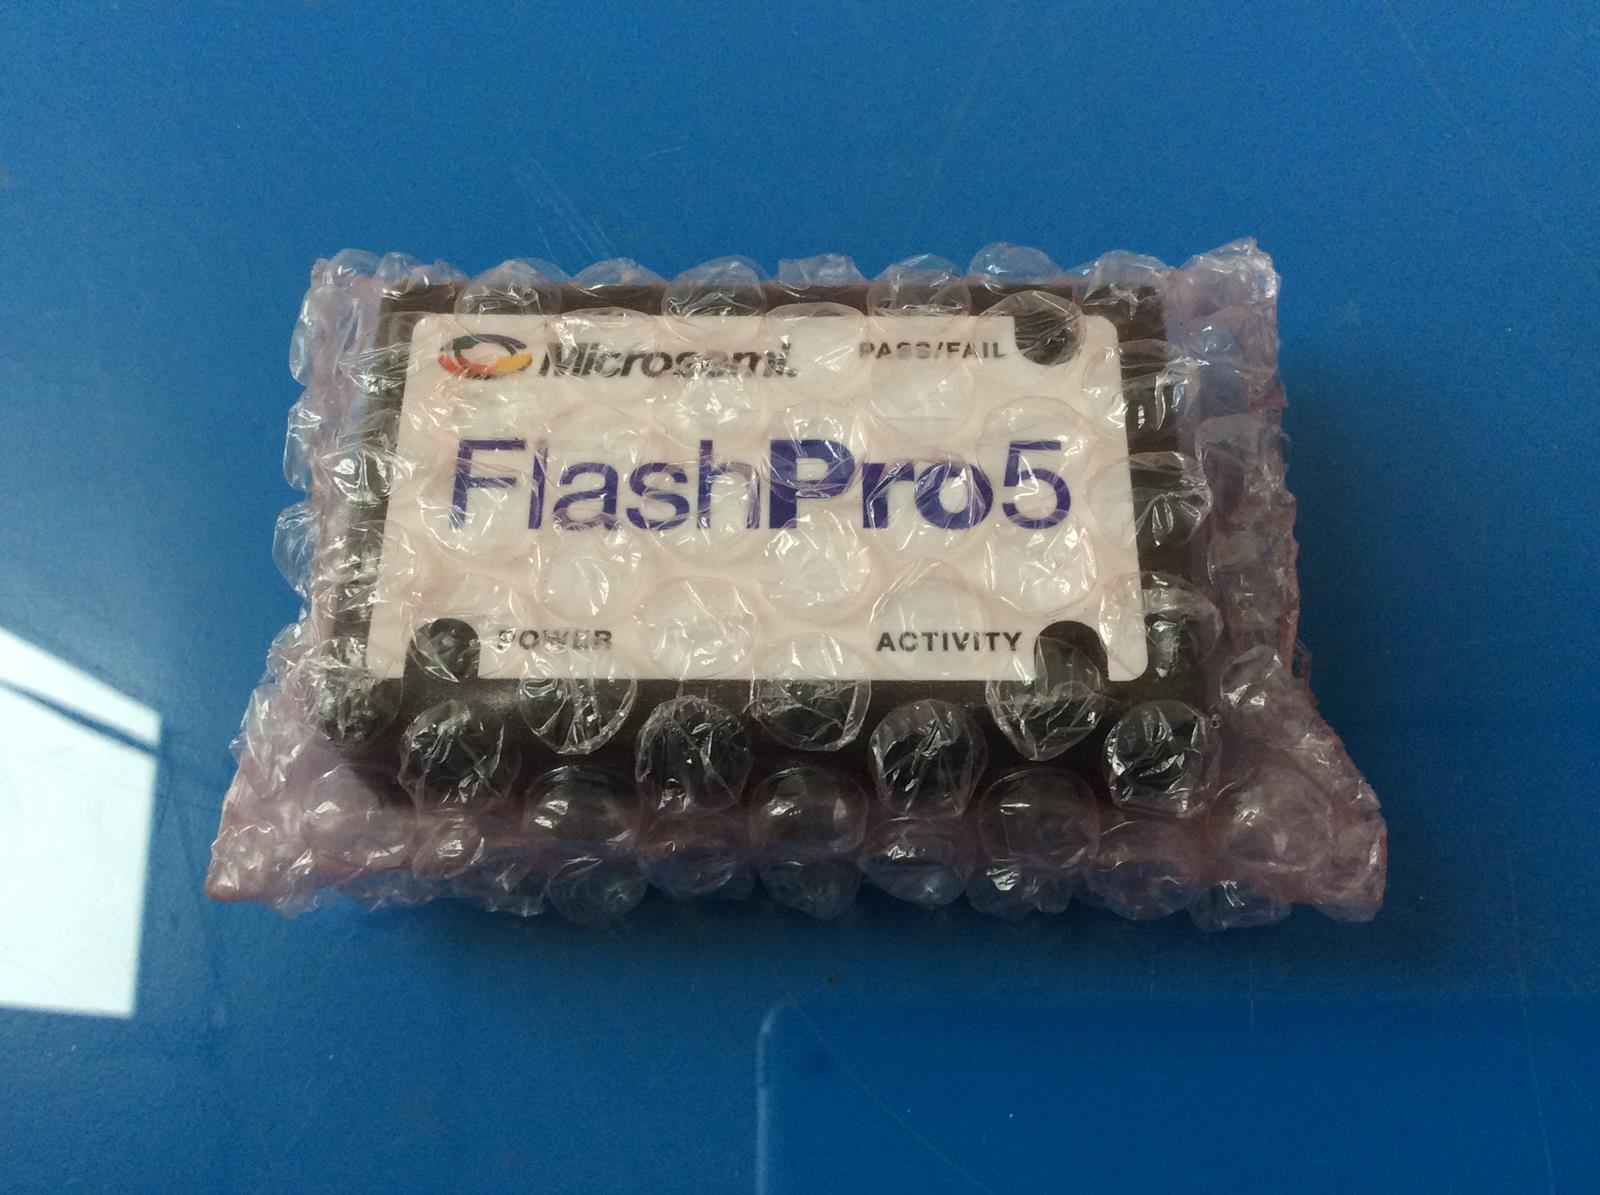 Microsemi.
PASS/FAIL
FlashPro5
POWER
ACTIVITY